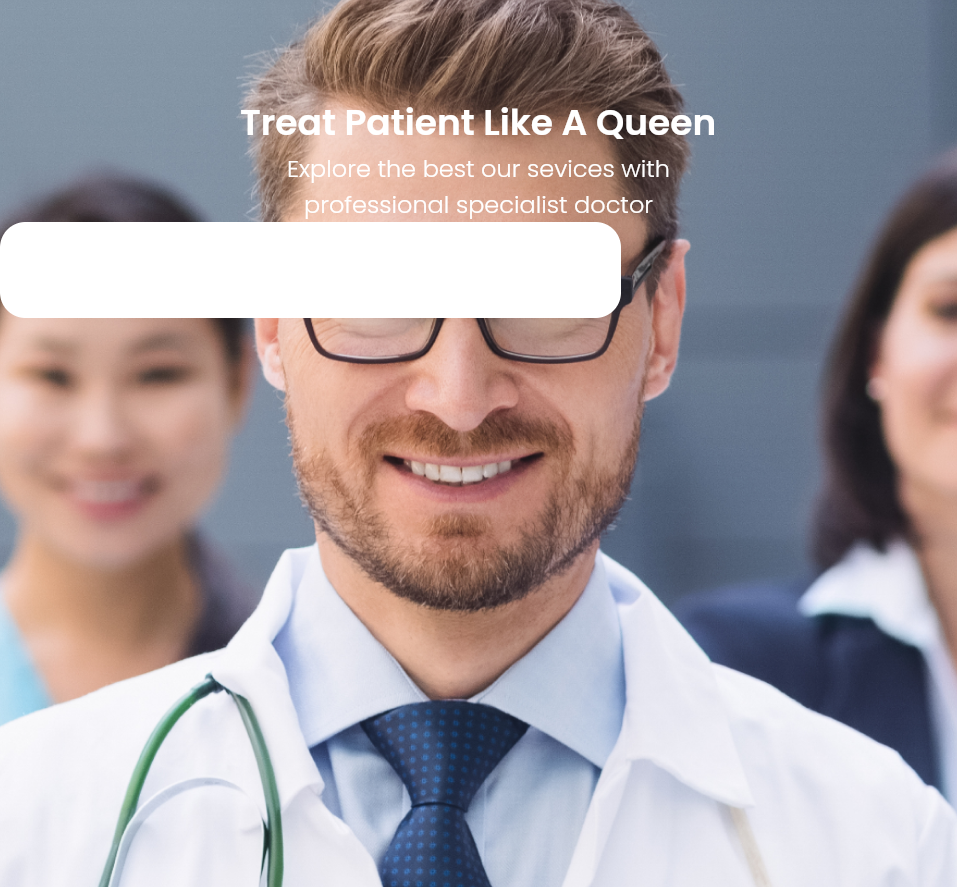 Treat Patient Like A Queen
Explore the best our sevices with
professional specialist doctor